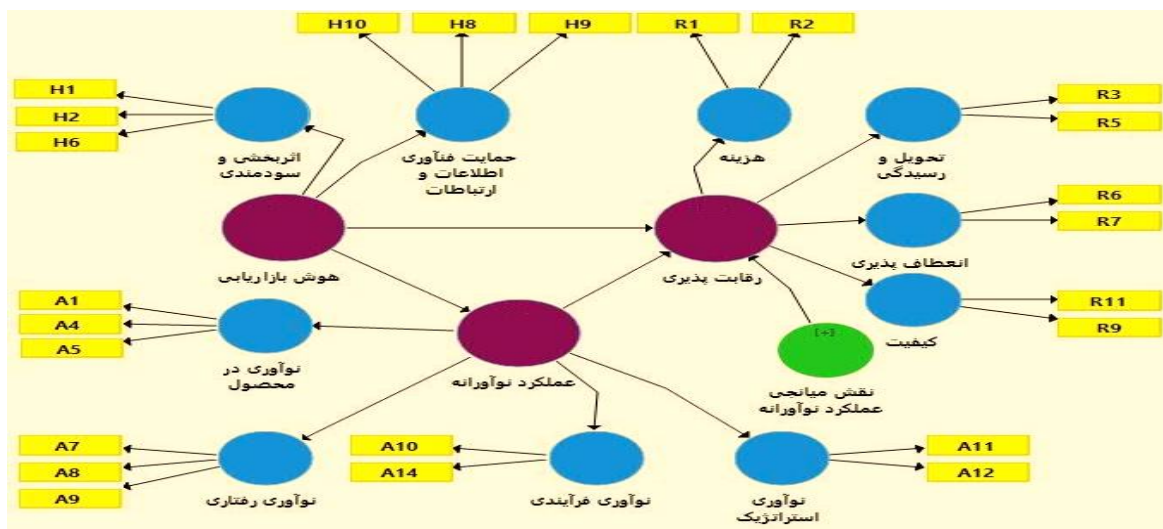 H10
H8
H9
R1
R2
H1
H2
H6
R3
R5
اثربخشی و
سودمندی
حمایت فنآوری
اطلاعات و
ارتباطات
هزینه
تحویل و
رسیدگی
R6
R7
هوش بازاریابی
رقابت پذیری
انعطاف پذیری
A1
A4
A5
R11
R9
[+]
کیفیت
نوآوری در
محصول
عملکرد نوآورانه
نقش میانجی
عملکرد نوآورانه
A7
A8
A9
A10
A14
A11
A12
نوآوری رفتاری
نوآوری فرآیندی
نوآوری
استراتژیک